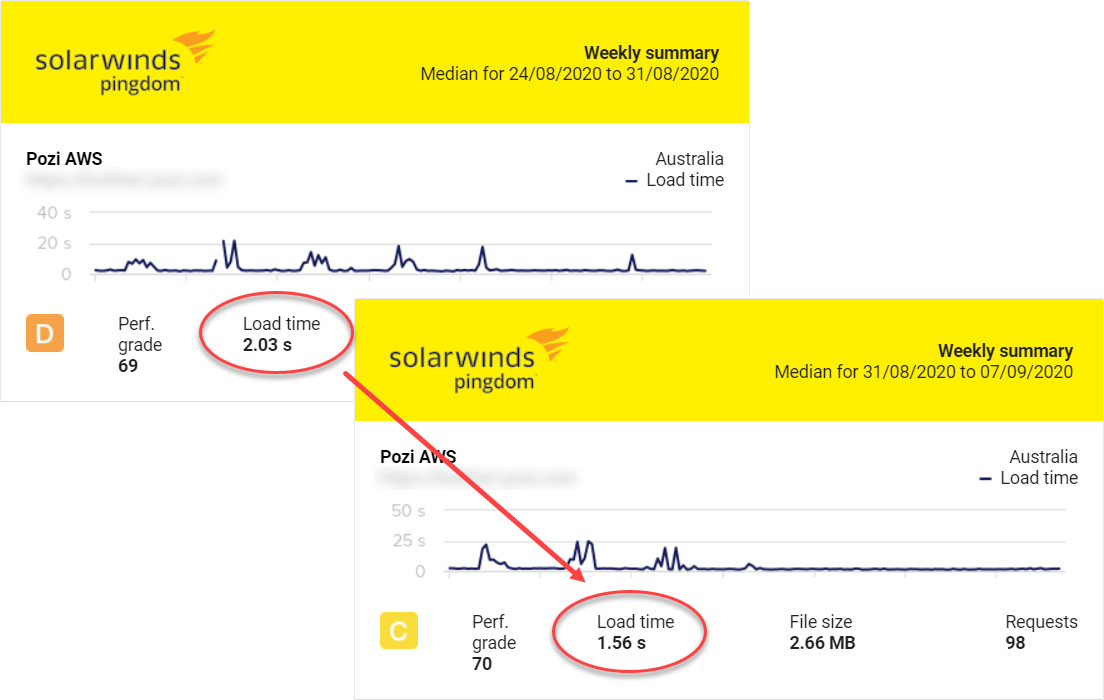 solarwinds
pingdom
Weekly summary
Median for 24/08/2020 to 31/08/2020
Pozi AWS
Australia
Load time
40 s
20 s
0
D
Perf.
grade
69
Load time
2.03 s
solarwinds
pingdom
Weekly summary
Median for 31/08/2020 to 07/09/2020
Pozi AWS
Australia
Load time
50 s
25 s
0
C
Perf.
grade
70
Load time
1.56 s
File size
2.66 MB
Requests
98